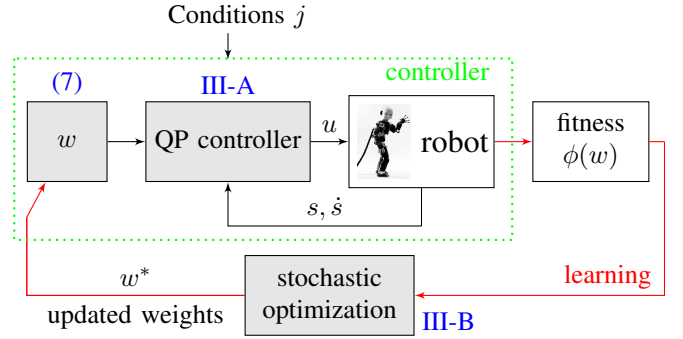 Conditions j
(7)
III-A
controller
w
QP controller
u
robot
fitness
ϕ(w)
s, ṡ
w*
updated weights
stochastic
optimization
learning
III-B